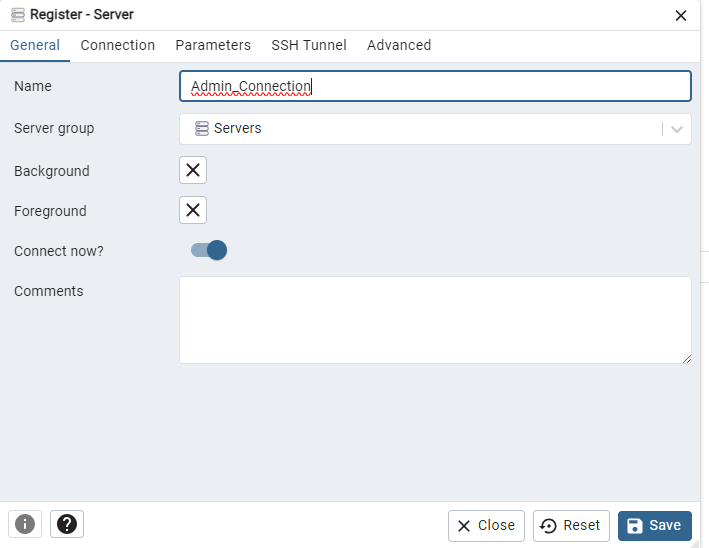 Register - Server
General Connection Parameters SSH Tunnel Advanced
Name Admin_Connection
Server group Servers
Background
Foreground
Connect now?
Comments
Close Reset Save